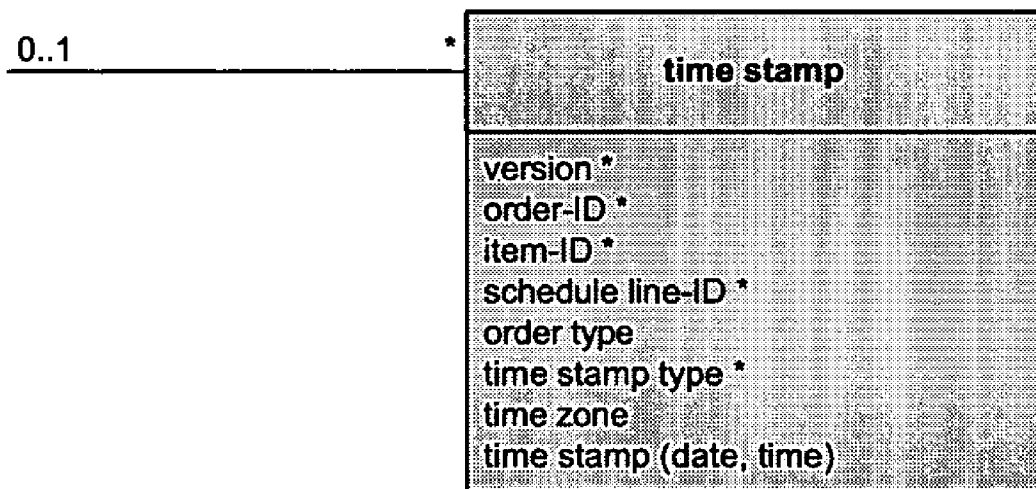 0..1 *
time stamp
version *
order-ID *
item-ID *
schedule line-ID *
order type
time stamp type *
time zone
time stamp (date, time)